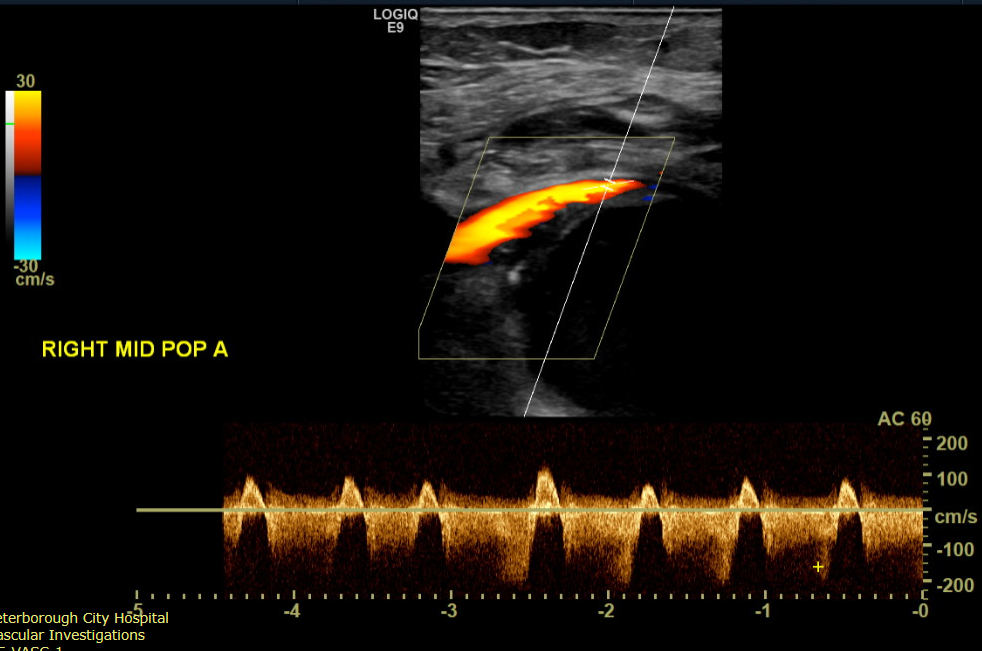 LOGIQ
E9
30
-30
cm/s
RIGHT MID POP A
AC 60
200
100
cm/s
-100
-200
-5
-4
-3
-2
-1
-0
eterborough City Hospital
ascular Investigations